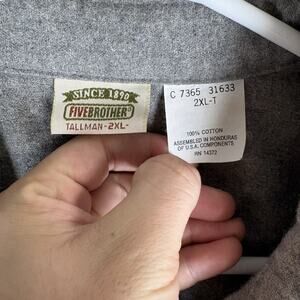 SINCE 1890
FIVEBROTHER®
TALLMAN -2XL-
C 7365 31633
2XL-T
100% COTTON
ASSEMBLED IN HONDURAS
OF U.S.A. COMPONENTS
RN 14372